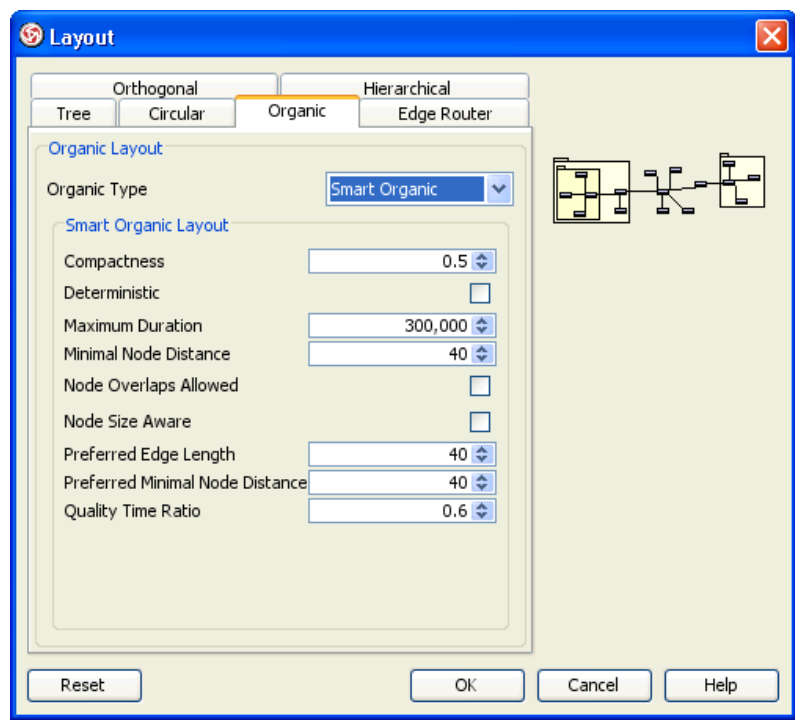 Layout
Orthogonal Hierarchical
Tree Circular Organic Edge Router
Organic Layout
Organic Type Smart Organic
Smart Organic Layout
Compactness 0.5
Deterministic
Maximum Duration 300,000
Minimal Node Distance 40
Node Overlaps Allowed
Node Size Aware
Preferred Edge Length 40
Preferred Minimal Node Distance 40
Quality Time Ratio 0.6
Reset OK Cancel Help